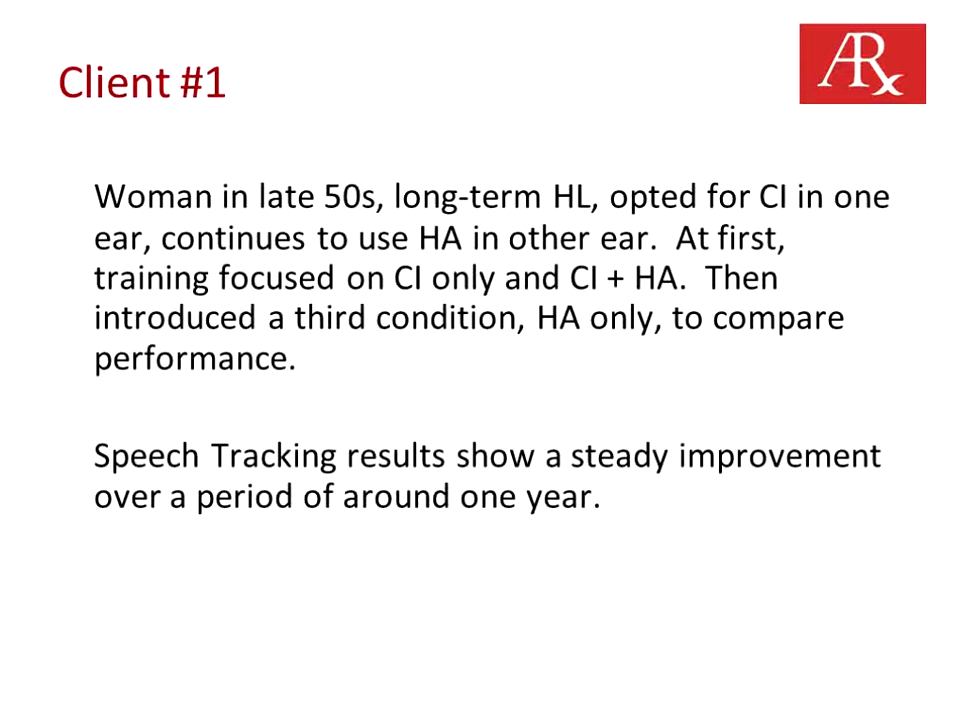 Client #1
ARx
Woman in late 50s, long-term HL, opted for CI in one
ear, continues to use HA in other ear.  At first,
training focused on CI only and CI + HA.  Then
introduced a third condition, HA only, to compare
performance.
Speech Tracking results show a steady improvement
over a period of around one year.